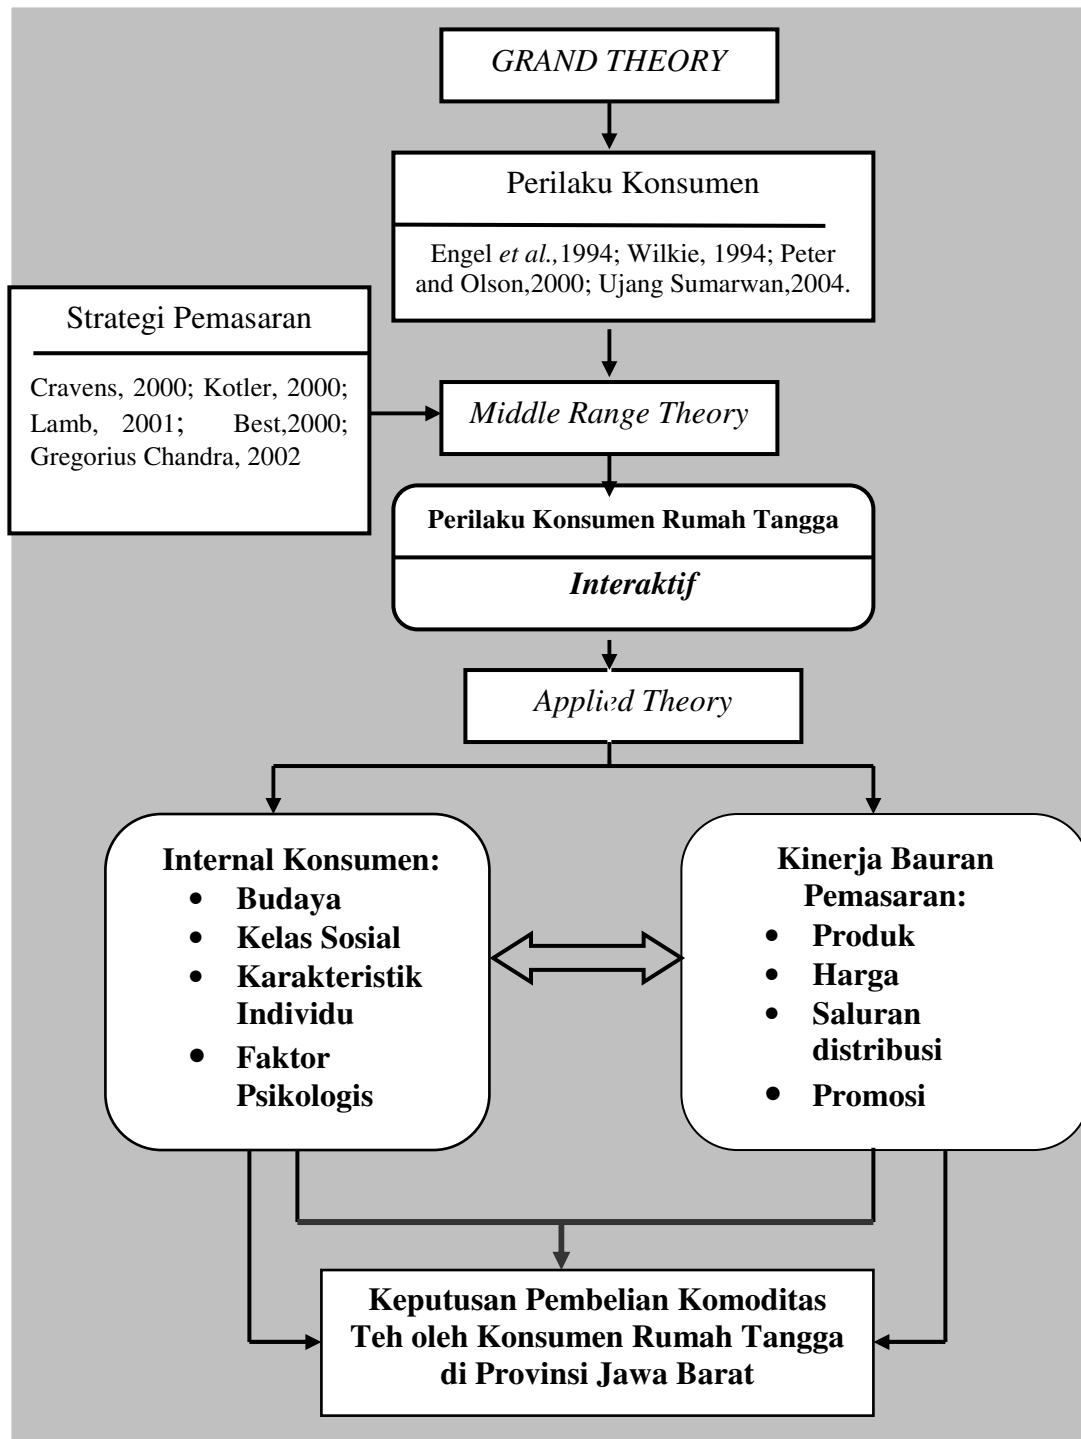 GRAND THEORY
Perilaku Konsumen
Engel et al.,1994; Wilkie, 1994; Peter
and Olson,2000; Ujang Sumarwan,2004.
Strategi Pemasaran
Cravens, 2000; Kotler, 2000;
Lamb, 2001; Best,2000;
Gregorius Chandra, 2002
Middle Range Theory
Perilaku Konsumen Rumah Tangga
Interaktif
Applied Theory
Internal Konsumen:
• Budaya
• Kelas Sosial
• Karakteristik
Individu
• Faktor
Psikologis
Kinerja Bauran
Pemasaran:
• Produk
• Harga
• Saluran
distribusi
• Promosi
Keputusan Pembelian Komoditas
Teh oleh Konsumen Rumah Tangga
di Provinsi Jawa Barat